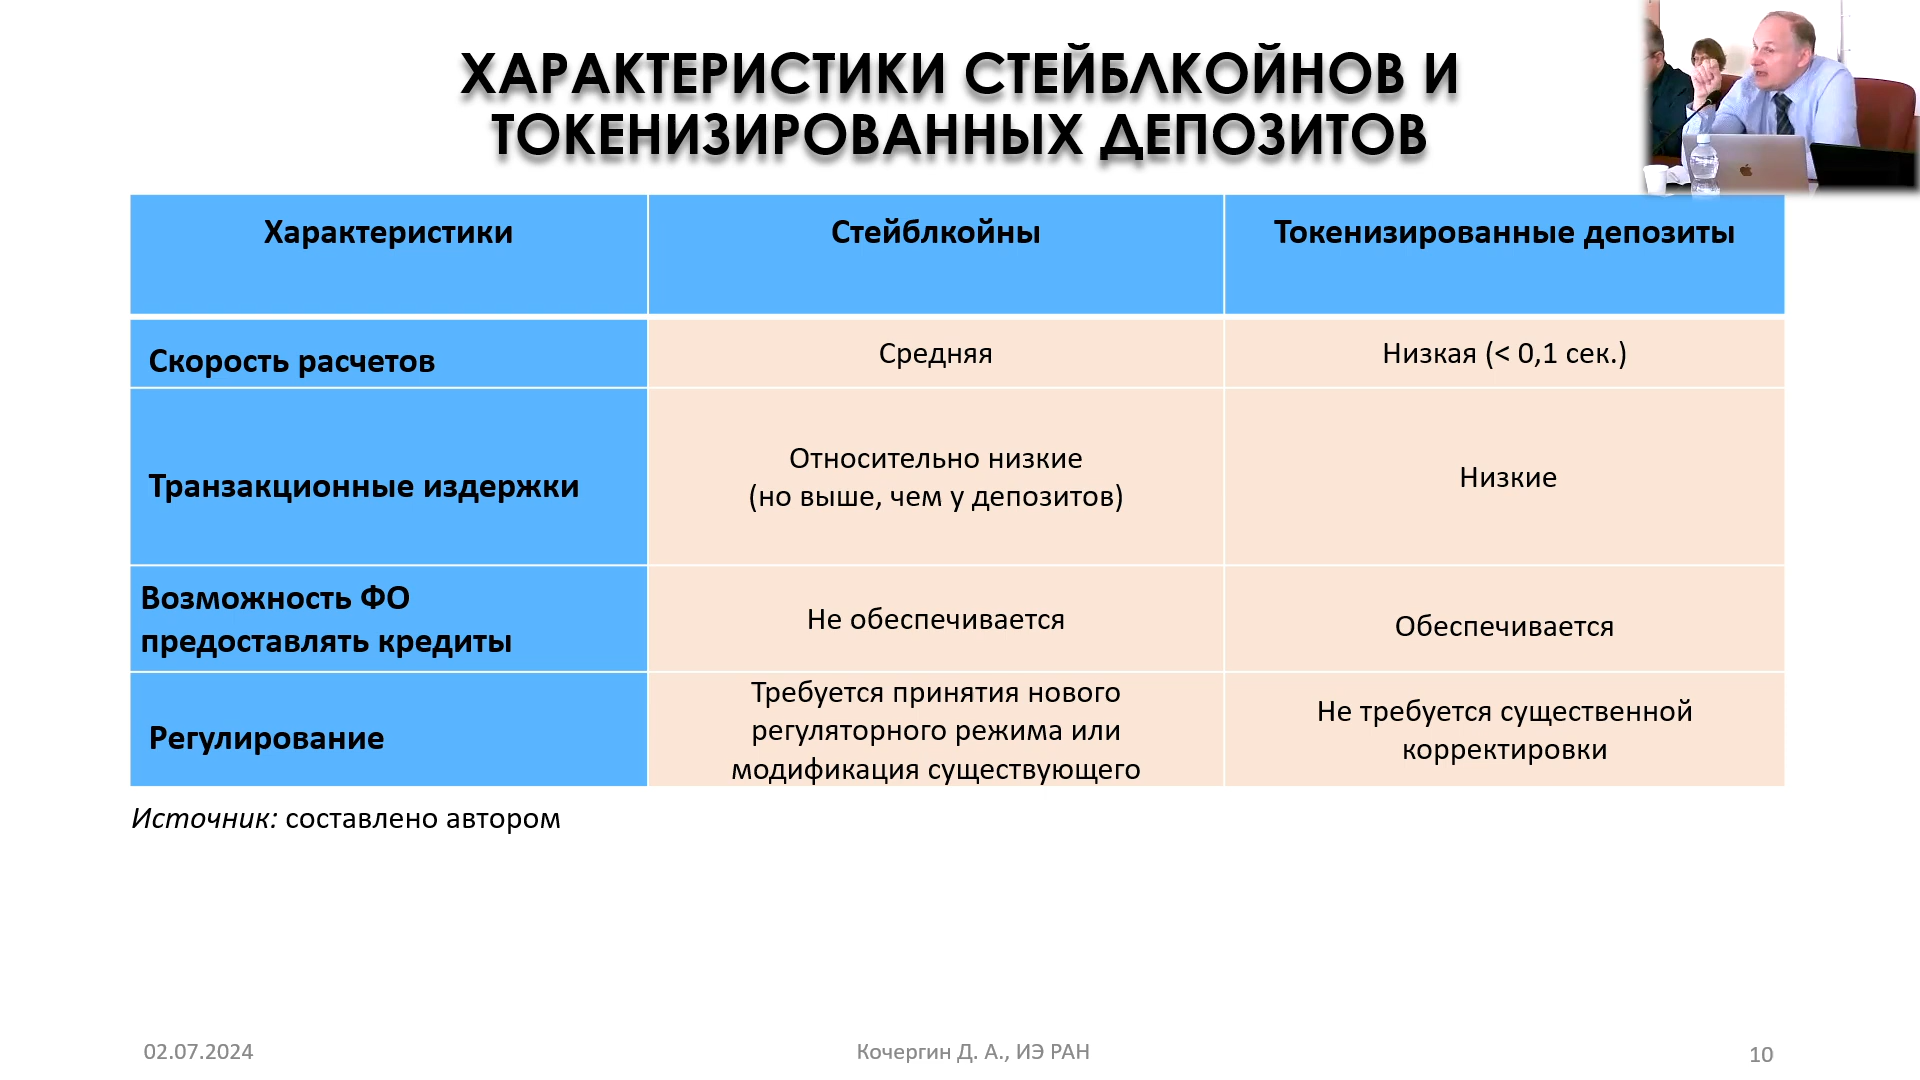 ХАРАКТЕРИСТИКИ СТЕЙБЛКОЙНОВ И
ТОКЕНИЗИРОВАННЫХ ДЕПОЗИТОВ
Характеристики
Стейблкойны
Токенизированные депозиты
Скорость расчетов
Средняя
Низкая (< 0,1 сек.)
Транзакционные издержки
Относительно низкие
(но выше, чем у депозитов)
Низкие
Возможность ФО
предоставлять кредиты
Не обеспечивается
Обеспечивается
Регулирование
Требуется принятия нового
регуляторного режима или
модификация существующего
Не требуется существенной
корректировки
Источник: составлено автором
02.07.2024
Кочергин Д. А., ИЭ РАН
10